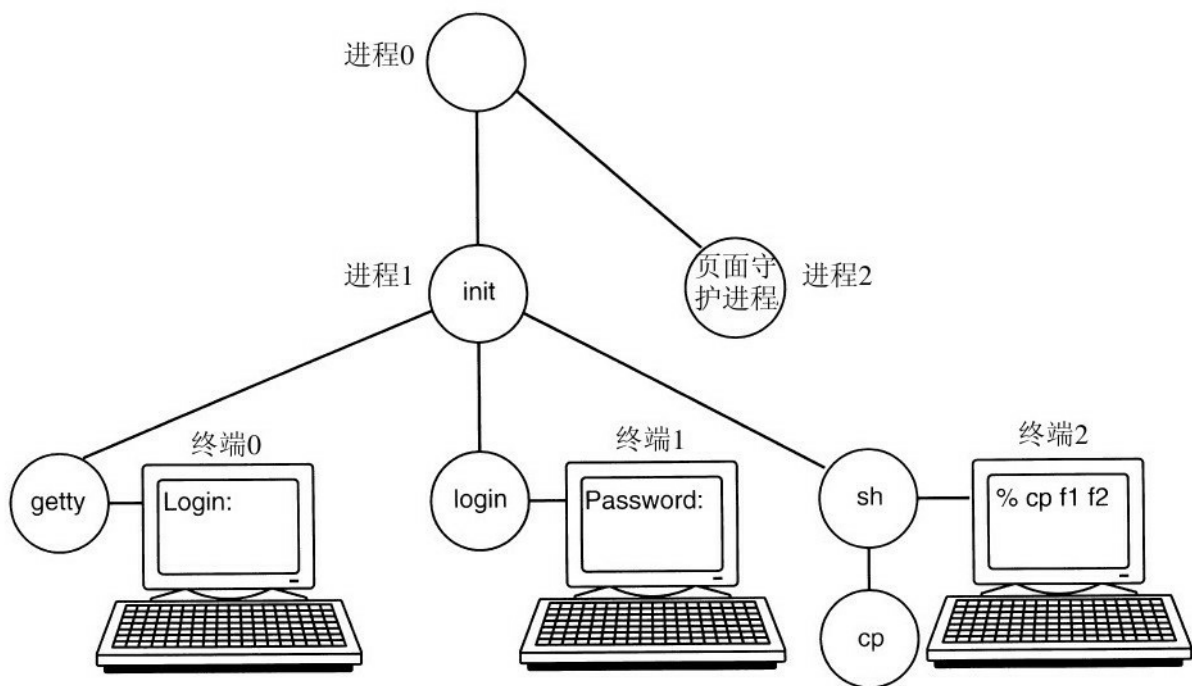 进程0
进程1
init
页面守
护进程
进程2
终端0
终端1
终端2
getty
Login:
login
Password:
sh
% cp f1 f2
cp